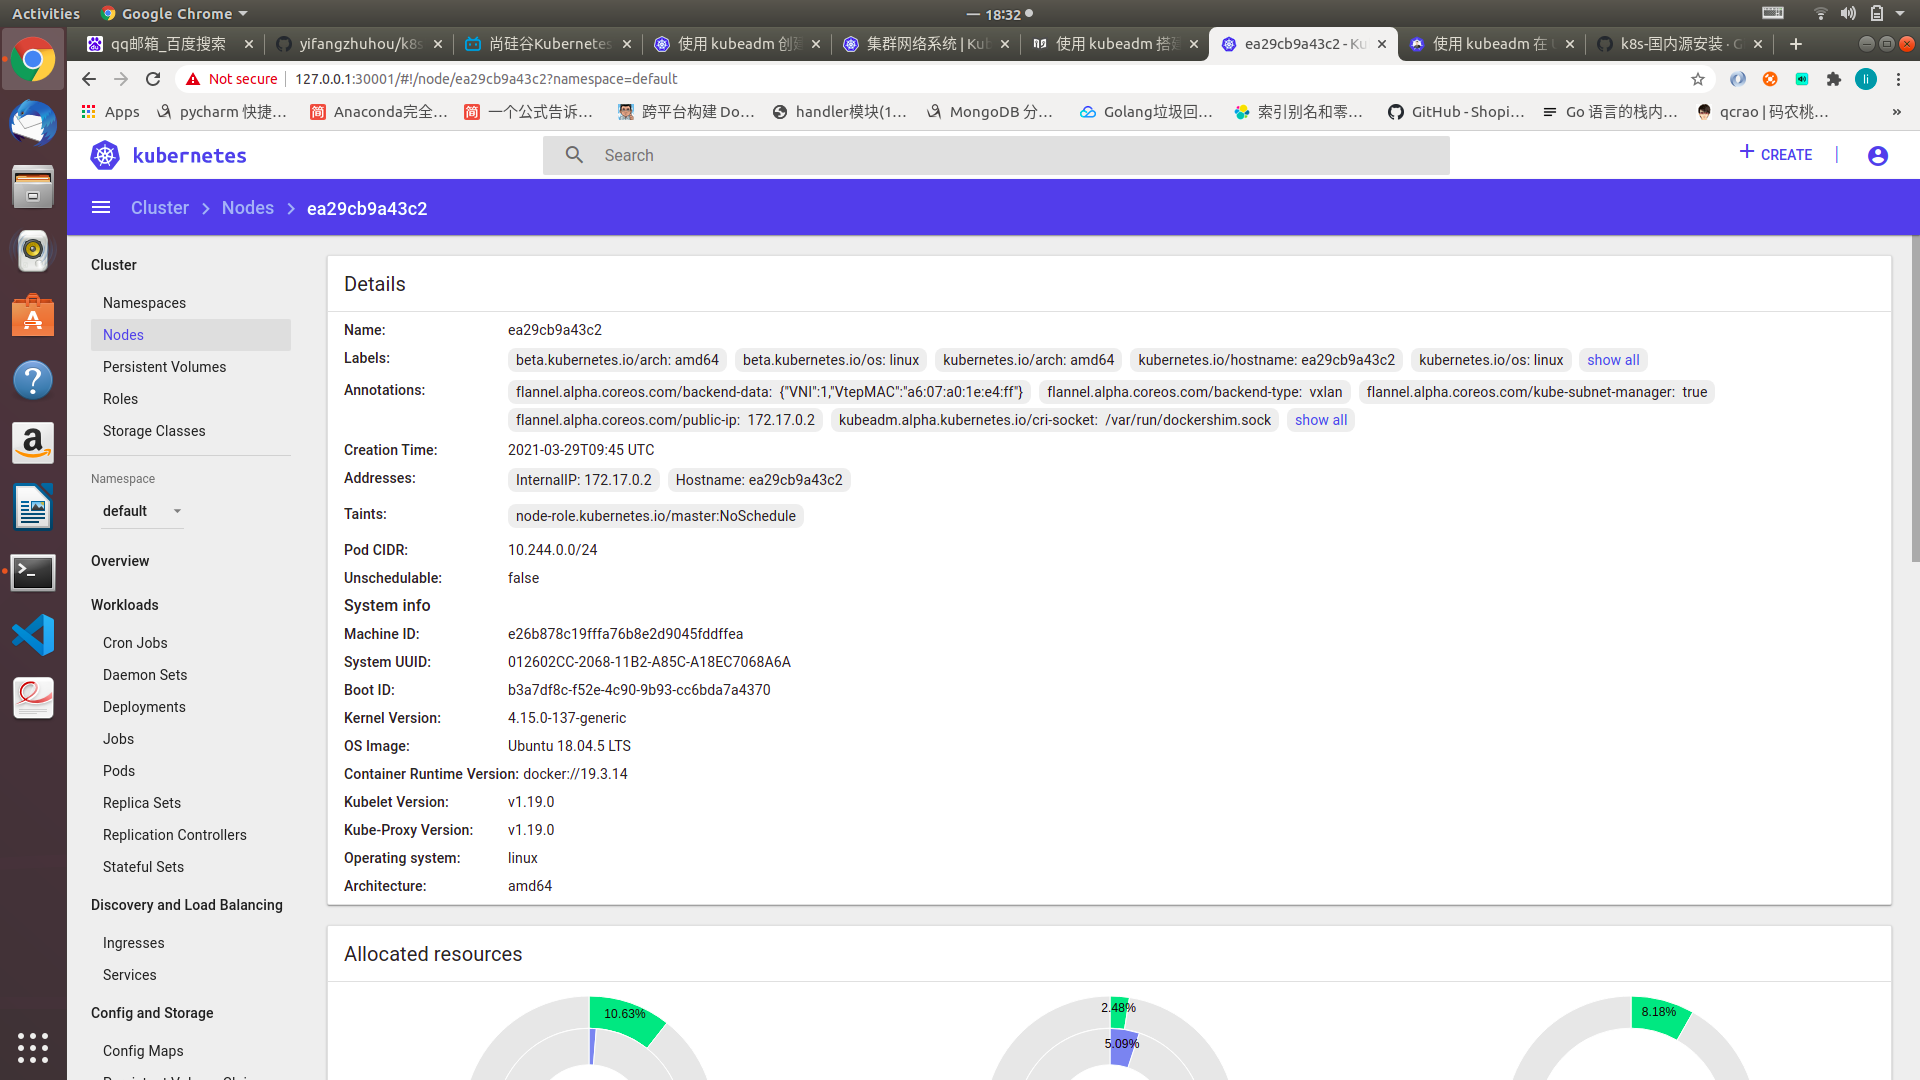 Activities Google Chrome 18:32
qq邮箱_百度搜索 yifangzhuhou/k8s 尚硅谷Kubernetes 使用 kubeadm 创建 集群网络系统 | Kub 使用 kubeadm 搭建 ea29cb9a43c2 - Ku 使用 kubeadm 在 k8s-国内源安装 · G
Not secure 127.0.0.1:30001/#!/node/ea29cb9a43c2?namespace=default li
Apps pycharm 快捷… Anaconda完全… 一个公式告诉… 跨平台构建 Do… handler模块(1… MongoDB 分… Golang垃圾回… 索引别名和零… GitHub - Shopi… Go 语言的栈内… qcrao | 码农桃… »
kubernetes Search + CREATE
Cluster > Nodes > ea29cb9a43c2
Cluster
Namespaces
Nodes
Persistent Volumes
Roles
Storage Classes
Namespace
default
Overview
Workloads
Cron Jobs
Daemon Sets
Deployments
Jobs
Pods
Replica Sets
Replication Controllers
Stateful Sets
Discovery and Load Balancing
Ingresses
Services
Config and Storage
Config Maps
Details
Name: ea29cb9a43c2
Labels: beta.kubernetes.io/arch: amd64 beta.kubernetes.io/os: linux kubernetes.io/arch: amd64 kubernetes.io/hostname: ea29cb9a43c2 kubernetes.io/os: linux show all
Annotations: flannel.alpha.coreos.com/backend-data: {"VNI":1,"VtepMAC":"a6:07:a0:1e:e4:ff"} flannel.alpha.coreos.com/backend-type: vxlan flannel.alpha.coreos.com/kube-subnet-manager: true
flannel.alpha.coreos.com/public-ip: 172.17.0.2 kubeadm.alpha.kubernetes.io/cri-socket: /var/run/dockershim.sock show all
Creation Time: 2021-03-29T09:45 UTC
Addresses: InternalIP: 172.17.0.2 Hostname: ea29cb9a43c2
Taints: node-role.kubernetes.io/master:NoSchedule
Pod CIDR: 10.244.0.0/24
Unschedulable: false
System info
Machine ID: e26b878c19fffa76b8e2d9045fddffea
System UUID: 012602CC-2068-11B2-A85C-A18EC7068A6A
Boot ID: b3a7df8c-f52e-4c90-9b93-cc6bda7a4370
Kernel Version: 4.15.0-137-generic
OS Image: Ubuntu 18.04.5 LTS
Container Runtime Version: docker://19.3.14
Kubelet Version: v1.19.0
Kube-Proxy Version: v1.19.0
Operating system: linux
Architecture: amd64
Allocated resources
10.63% 2.48% 8.18%
5.09%